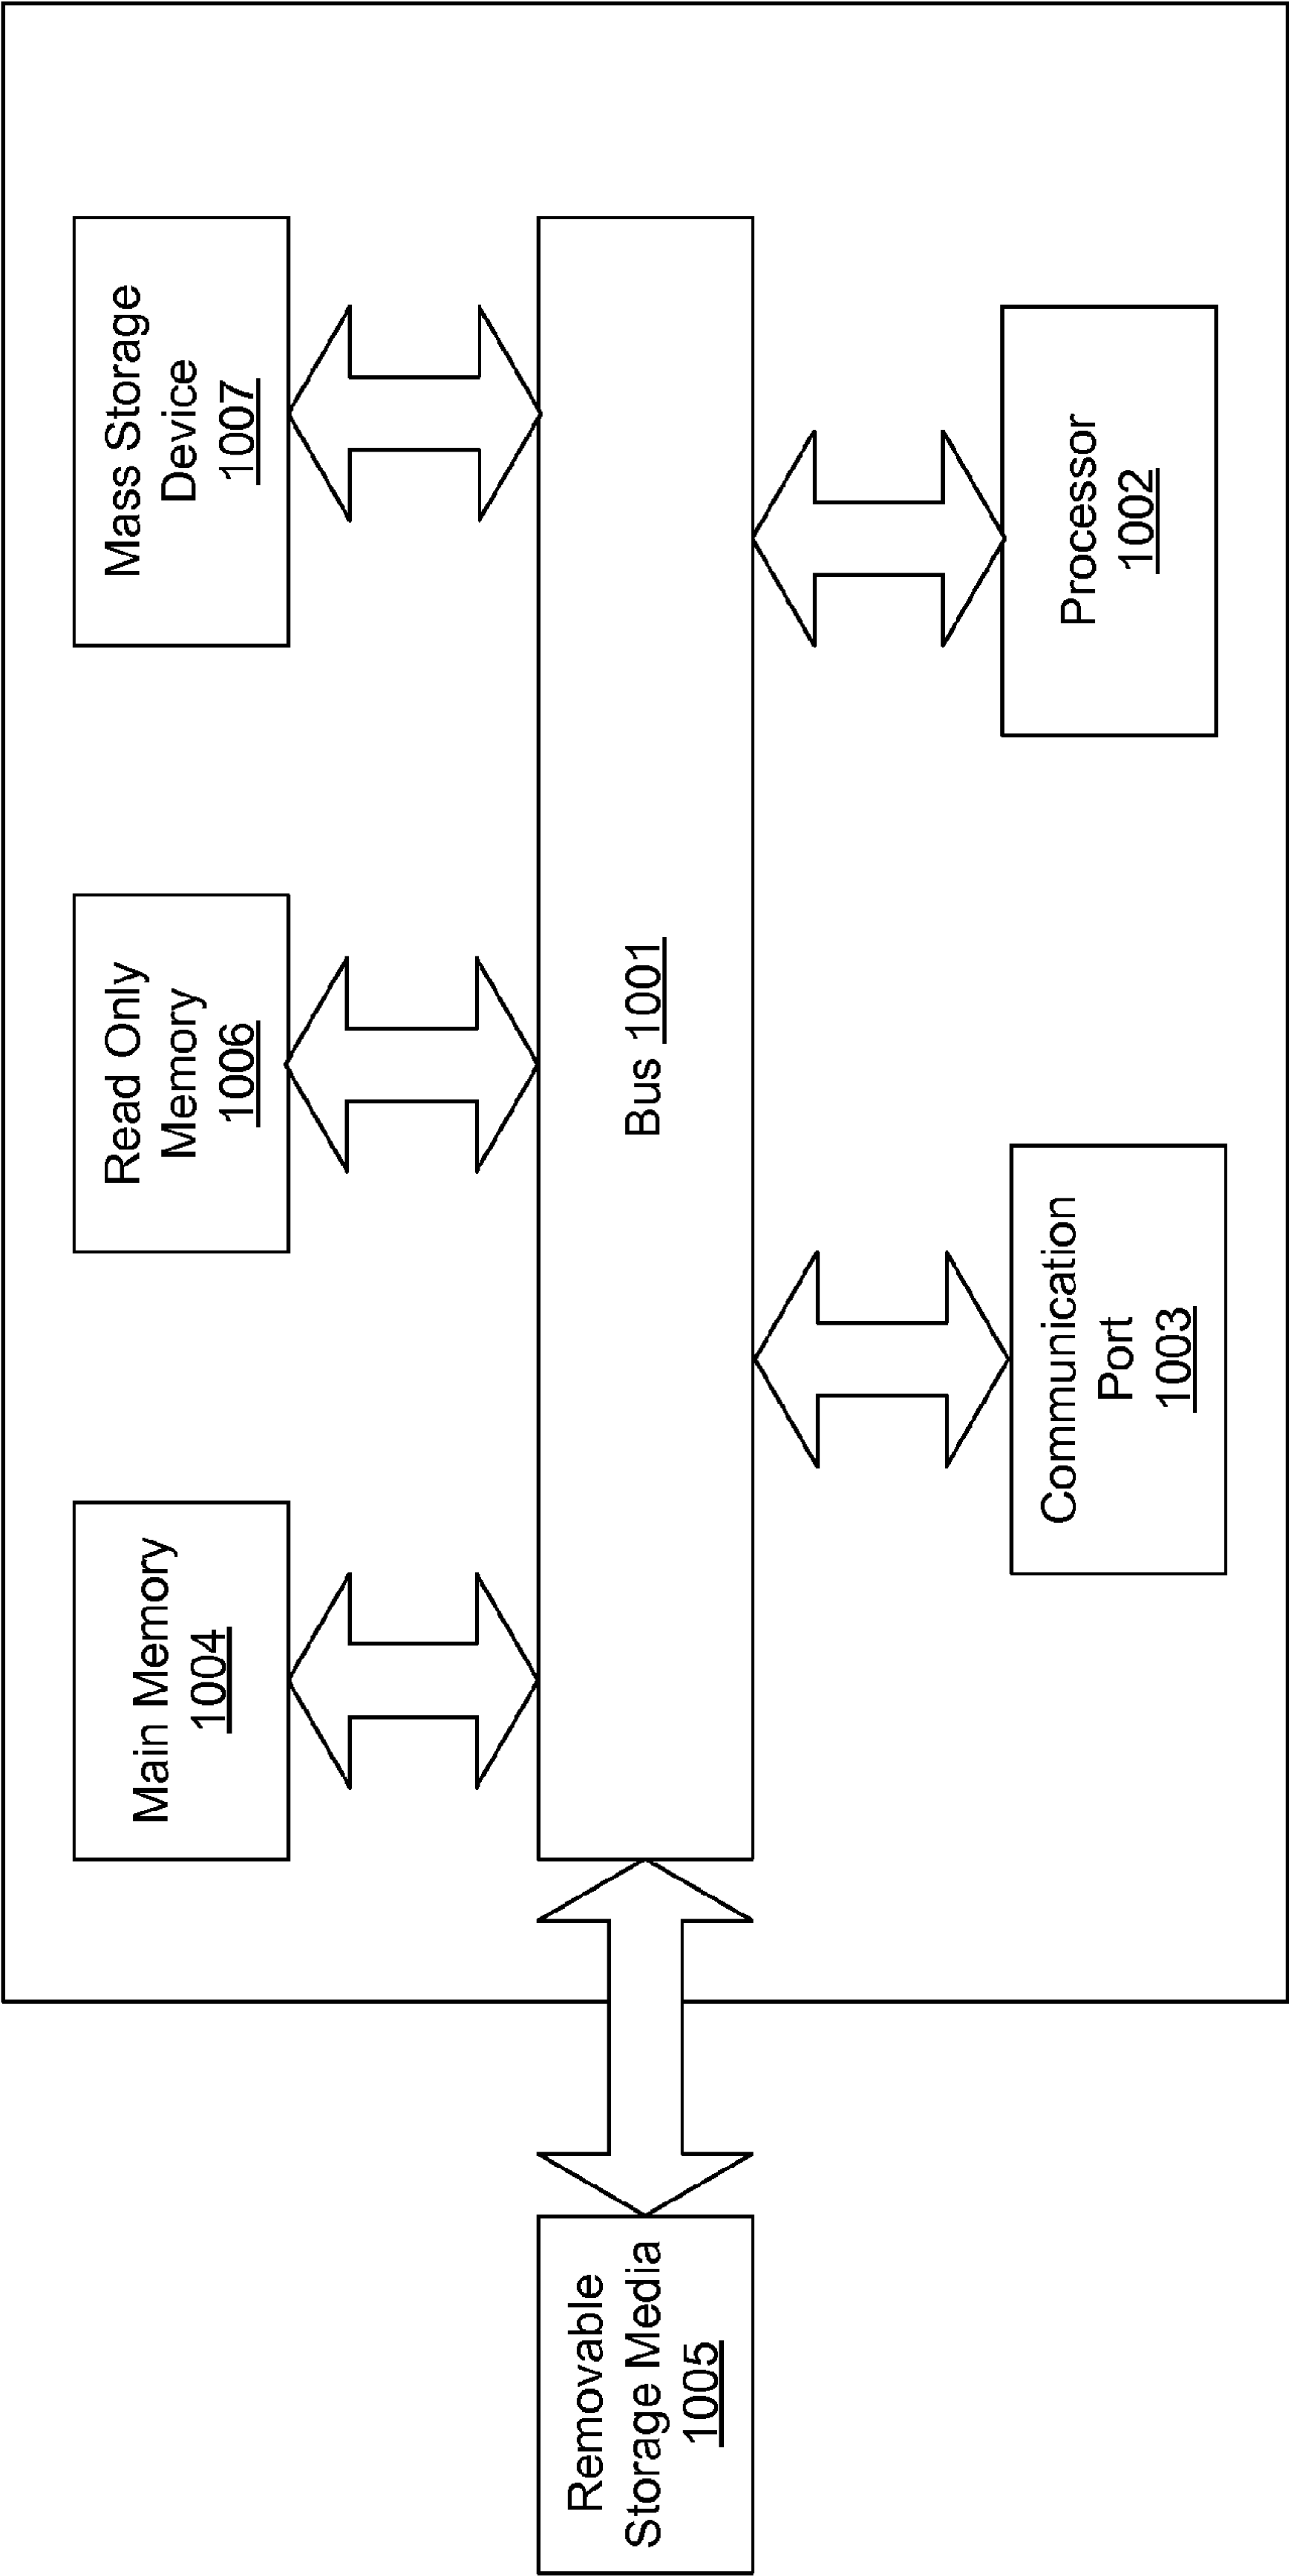 Main Memory
1004
Read Only
Memory
1006
Mass Storage
Device
1007
Removable
Storage Media
1005
Bus 1001
Communication
Port
1003
Processor
1002